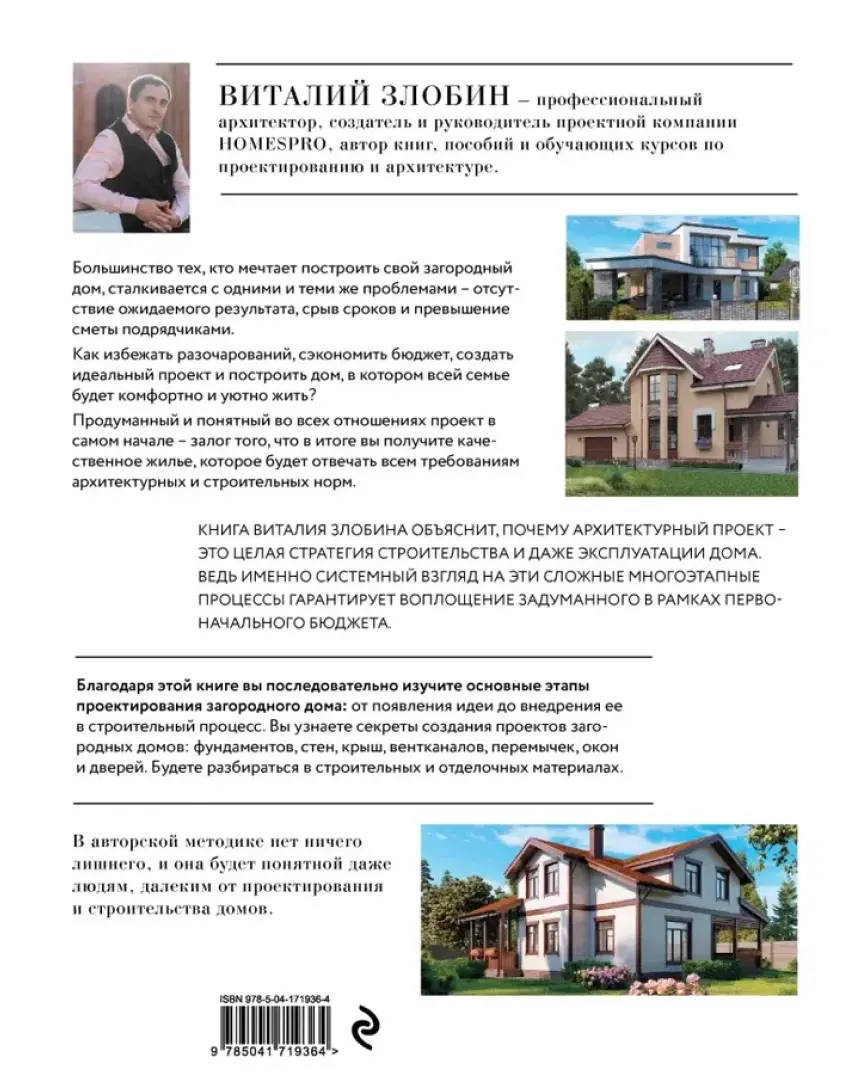 ВИТАЛИЙ ЗЛОБИН – профессиональный
архитектор, создатель и руководитель проектной компании
HOMESPRO, автор книг, пособий и обучающих курсов по
проектированию и архитектуре.
Большинство тех, кто мечтает построить свой загородный
дом, сталкивается с одними и теми же проблемами – отсут-
ствие ожидаемого результата, срыв сроков и превышение
сметы подрядчиками.
Как избежать разочарований, сэкономить бюджет, создать
идеальный проект и построить дом, в котором всей семье
будет комфортно и уютно жить?
Продуманный и понятный во всех отношениях проект в
самом начале – залог того, что в итоге вы получите каче-
ственное жилье, которое будет отвечать всем требованиям
архитектурных и строительных норм.
КНИГА ВИТАЛИЯ ЗЛОБИНА ОБЪЯСНИТ, ПОЧЕМУ АРХИТЕКТУРНЫЙ ПРОЕКТ –
ЭТО ЦЕЛАЯ СТРАТЕГИЯ СТРОИТЕЛЬСТВА И ДАЖЕ ЭКСПЛУАТАЦИИ ДОМА.
ВЕДЬ ИМЕННО СИСТЕМНЫЙ ВЗГЛЯД НА ЭТИ СЛОЖНЫЕ МНОГОЭТАПНЫЕ
ПРОЦЕССЫ ГАРАНТИРУЕТ ВОПЛОЩЕНИЕ ЗАДУМАННОГО В РАМКАХ ПЕРВО-
НАЧАЛЬНОГО БЮДЖЕТА.
Благодаря этой книге вы последовательно изучите основные этапы
проектирования загородного дома: от появления идеи до внедрения ее
в строительный процесс. Вы узнаете секреты создания проектов заго-
родных домов: фундаментов, стен, крыш, вентканалов, перемычек, окон
и дверей. Будете разбираться в строительных и отделочных материалах.
В авторской методике нет ничего
лишнего, и она будет понятной даже
людям, далеким от проектирования
и строительства домов.
ISBN 978-5-04-171936-4
9 785041 719364 >